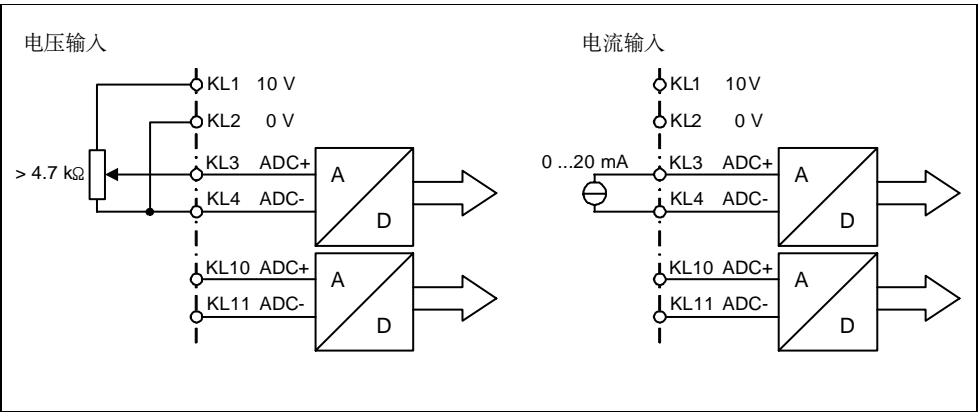 电压输入
KL1 10 V
KL2 0 V
KL3 ADC+
> 4.7 kΩ
KL4 ADC-
A
D
KL10 ADC+
KL11 ADC-
A
D
电流输入
KL1 10V
KL2 0 V
0 ...20 mA
KL3 ADC+
KL4 ADC-
A
D
KL10 ADC+
KL11 ADC-
A
D